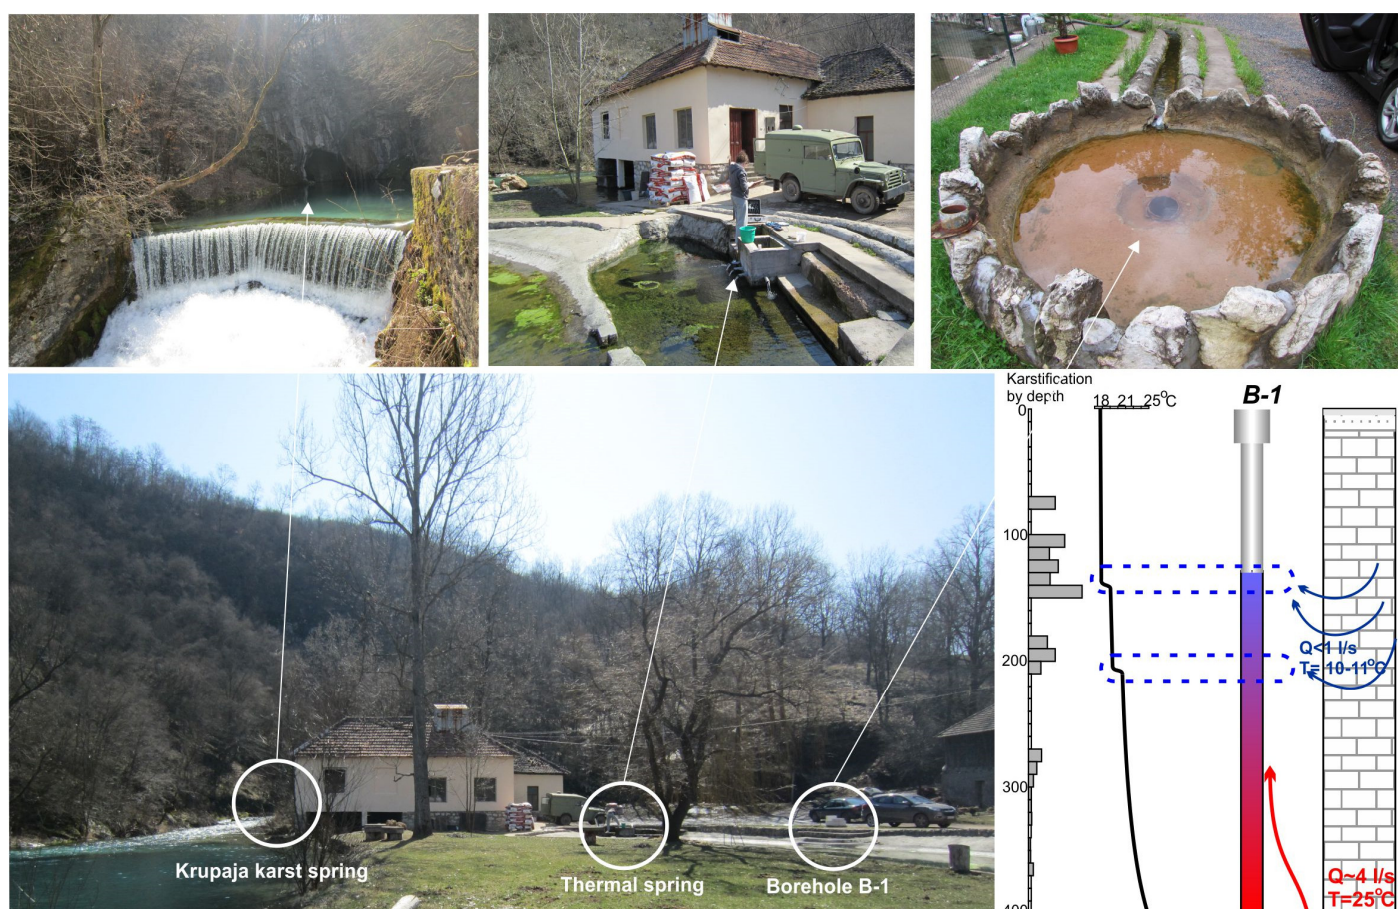 Karstification
by depth
18 21 25°C
B-1
0
100
200
300
400
Q<1 l/s
T= 10-11°C
Q~4 l/s
T=25°C
Krupaja karst spring
Thermal spring
Borehole B-1